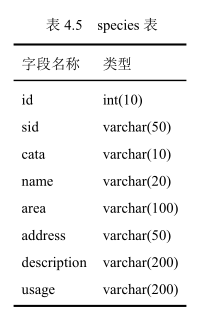 表 4.5 species 表
字段名称 类型
id int(10)
sid varchar(50)
cata varchar(10)
name varchar(20)
area varchar(100)
address varchar(50)
description varchar(200)
usage varchar(200)